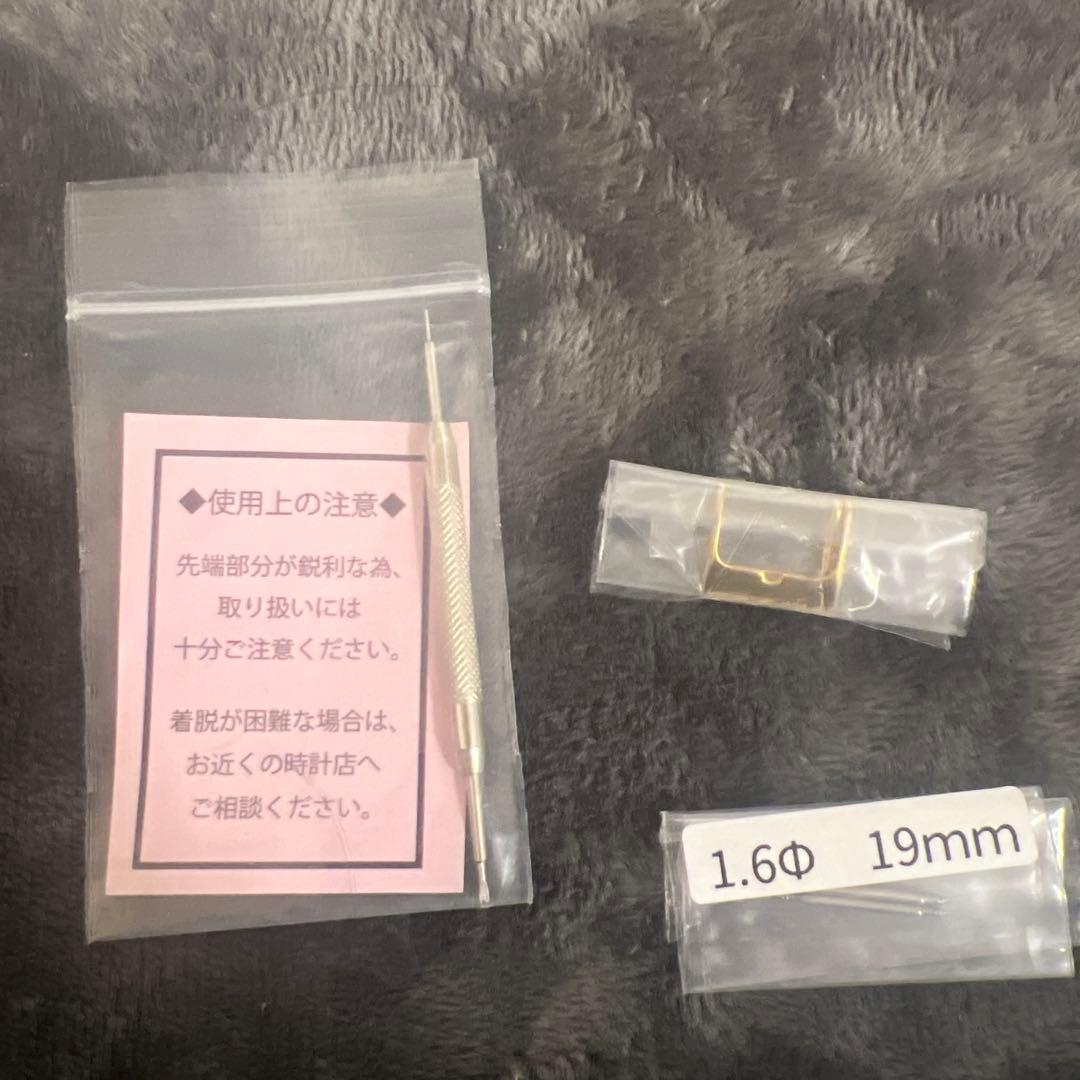 ◆使用上の注意◆
先端部分が鋭利な為、
取り扱いには
十分ご注意ください。
着脱が困難な場合は、
お近くの時計店へ
ご相談ください。
1.6Φ 19mm